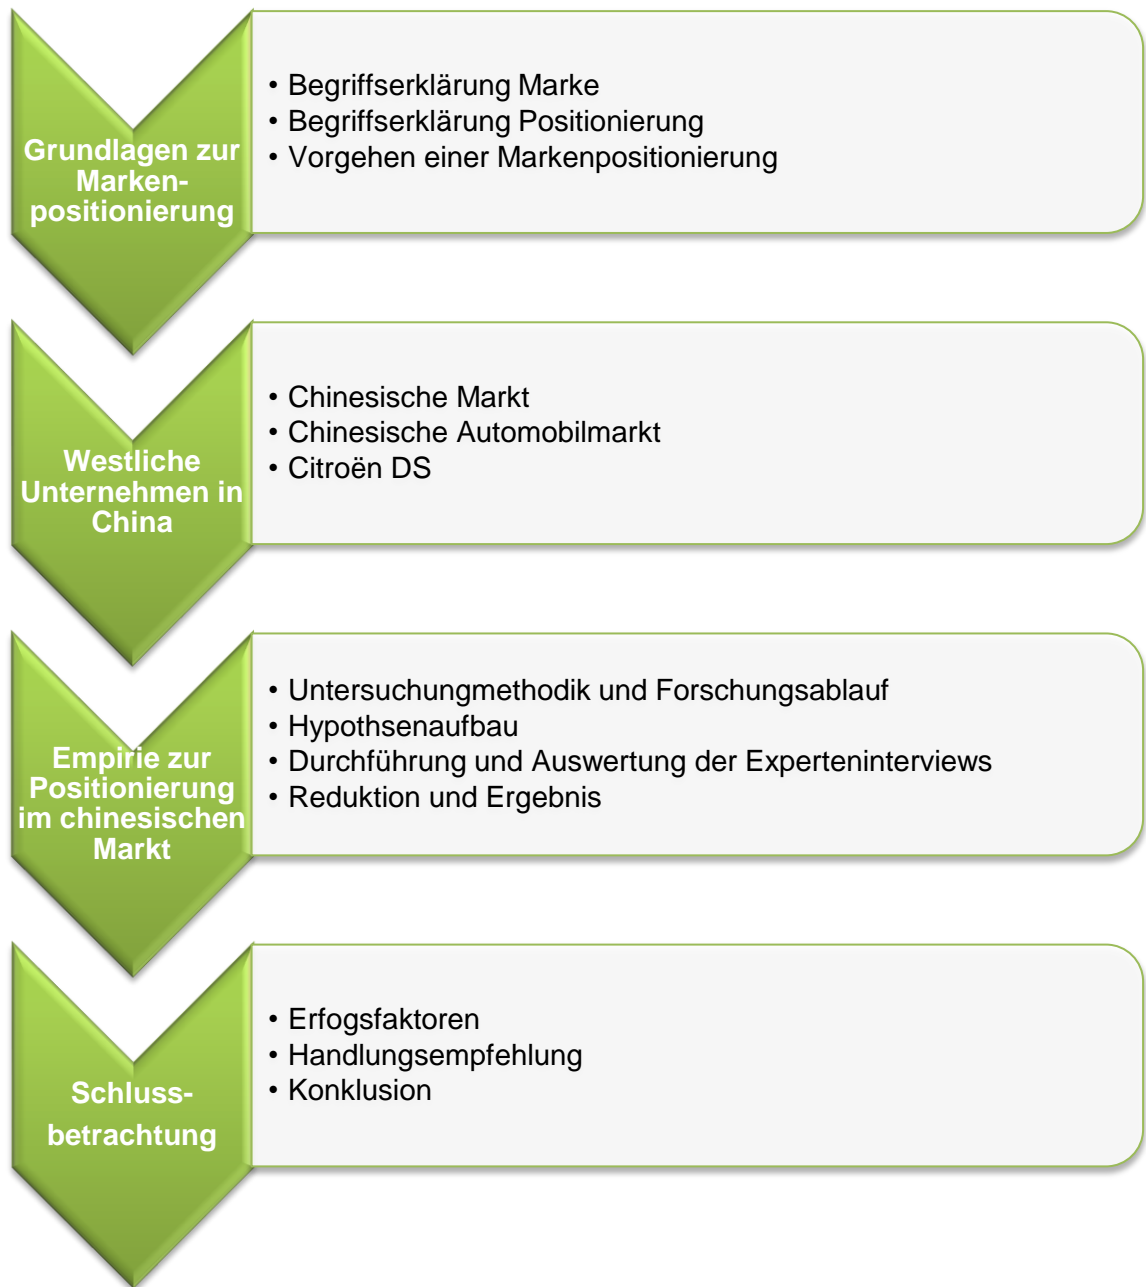 Grundlagen zur
Marken-
positionierung
• Begriffserklärung Marke
• Begriffserklärung Positionierung
• Vorgehen einer Markenpositionierung
Westliche
Unternehmen in
China
• Chinesische Markt
• Chinesische Automobilmarkt
• Citroën DS
Empirie zur
Positionierung
im chinesischen
Markt
• Untersuchungmethodik und Forschungsablauf
• Hypothsenaufbau
• Durchführung und Auswertung der Experteninterviews
• Reduktion und Ergebnis
Schluss-
betrachtung
• Erfogsfaktoren
• Handlungsempfehlung
• Konklusion